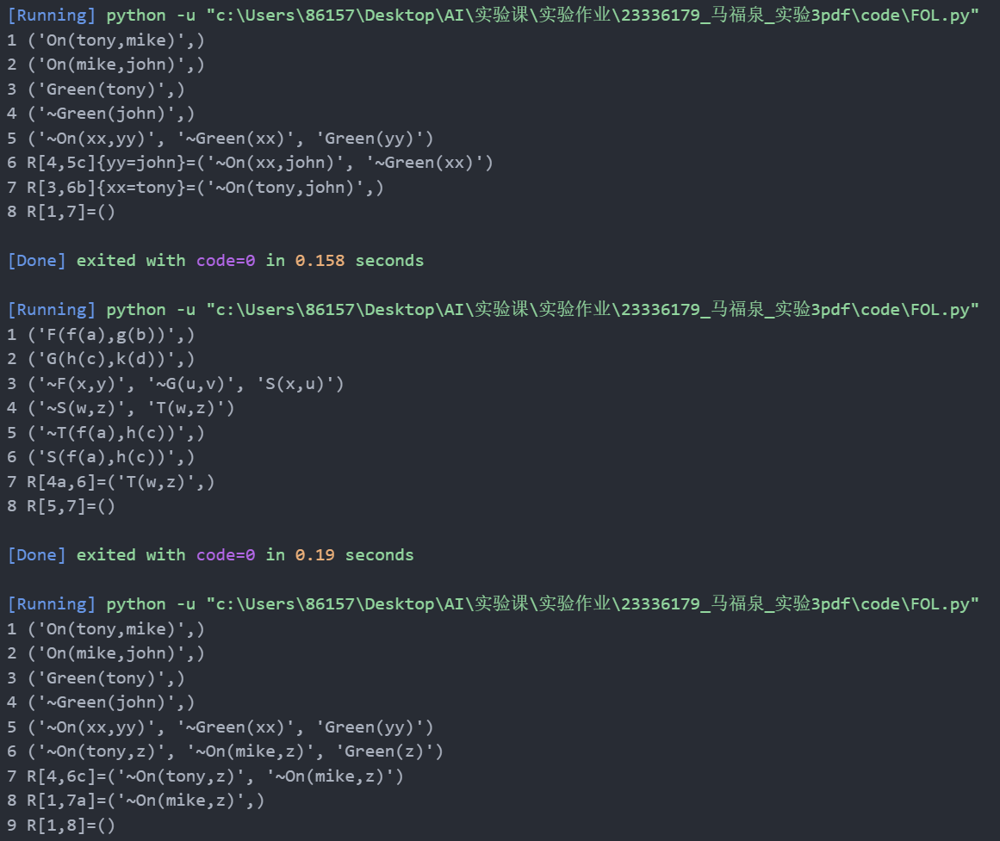 [Running] python -u "c:\Users\86157\Desktop\AI\实验课\实验作业\23336179_马福泉_实验3pdf\code\FOL.py"
1 ('On(tony,mike)',)
2 ('On(mike,john)',)
3 ('Green(tony)',)
4 ('~Green(john)',)
5 ('~On(xx,yy)', '~Green(xx)', 'Green(yy)')
6 R[4,5c]{yy=john}=('~On(xx,john)', '~Green(xx)')
7 R[3,6b]{xx=tony}=('~On(tony,john)',)
8 R[1,7]=()
[Done] exited with code=0 in 0.158 seconds
[Running] python -u "c:\Users\86157\Desktop\AI\实验课\实验作业\23336179_马福泉_实验3pdf\code\FOL.py"
1 ('F(f(a),g(b))',)
2 ('G(h(c),k(d))',)
3 ('~F(x,y)', '~G(u,v)', 'S(x,u)')
4 ('~S(w,z)', 'T(w,z)')
5 ('~T(f(a),h(c))',)
6 ('S(f(a),h(c))',)
7 R[4a,6]=('T(w,z)',)
8 R[5,7]=()
[Done] exited with code=0 in 0.19 seconds
[Running] python -u "c:\Users\86157\Desktop\AI\实验课\实验作业\23336179_马福泉_实验3pdf\code\FOL.py"
1 ('On(tony,mike)',)
2 ('On(mike,john)',)
3 ('Green(tony)',)
4 ('~Green(john)',)
5 ('~On(xx,yy)', '~Green(xx)', 'Green(yy)')
6 ('~On(tony,z)', '~On(mike,z)', 'Green(z)')
7 R[4,6c]=('~On(tony,z)', '~On(mike,z)')
8 R[1,7a]=('~On(mike,z)',)
9 R[1,8]=()